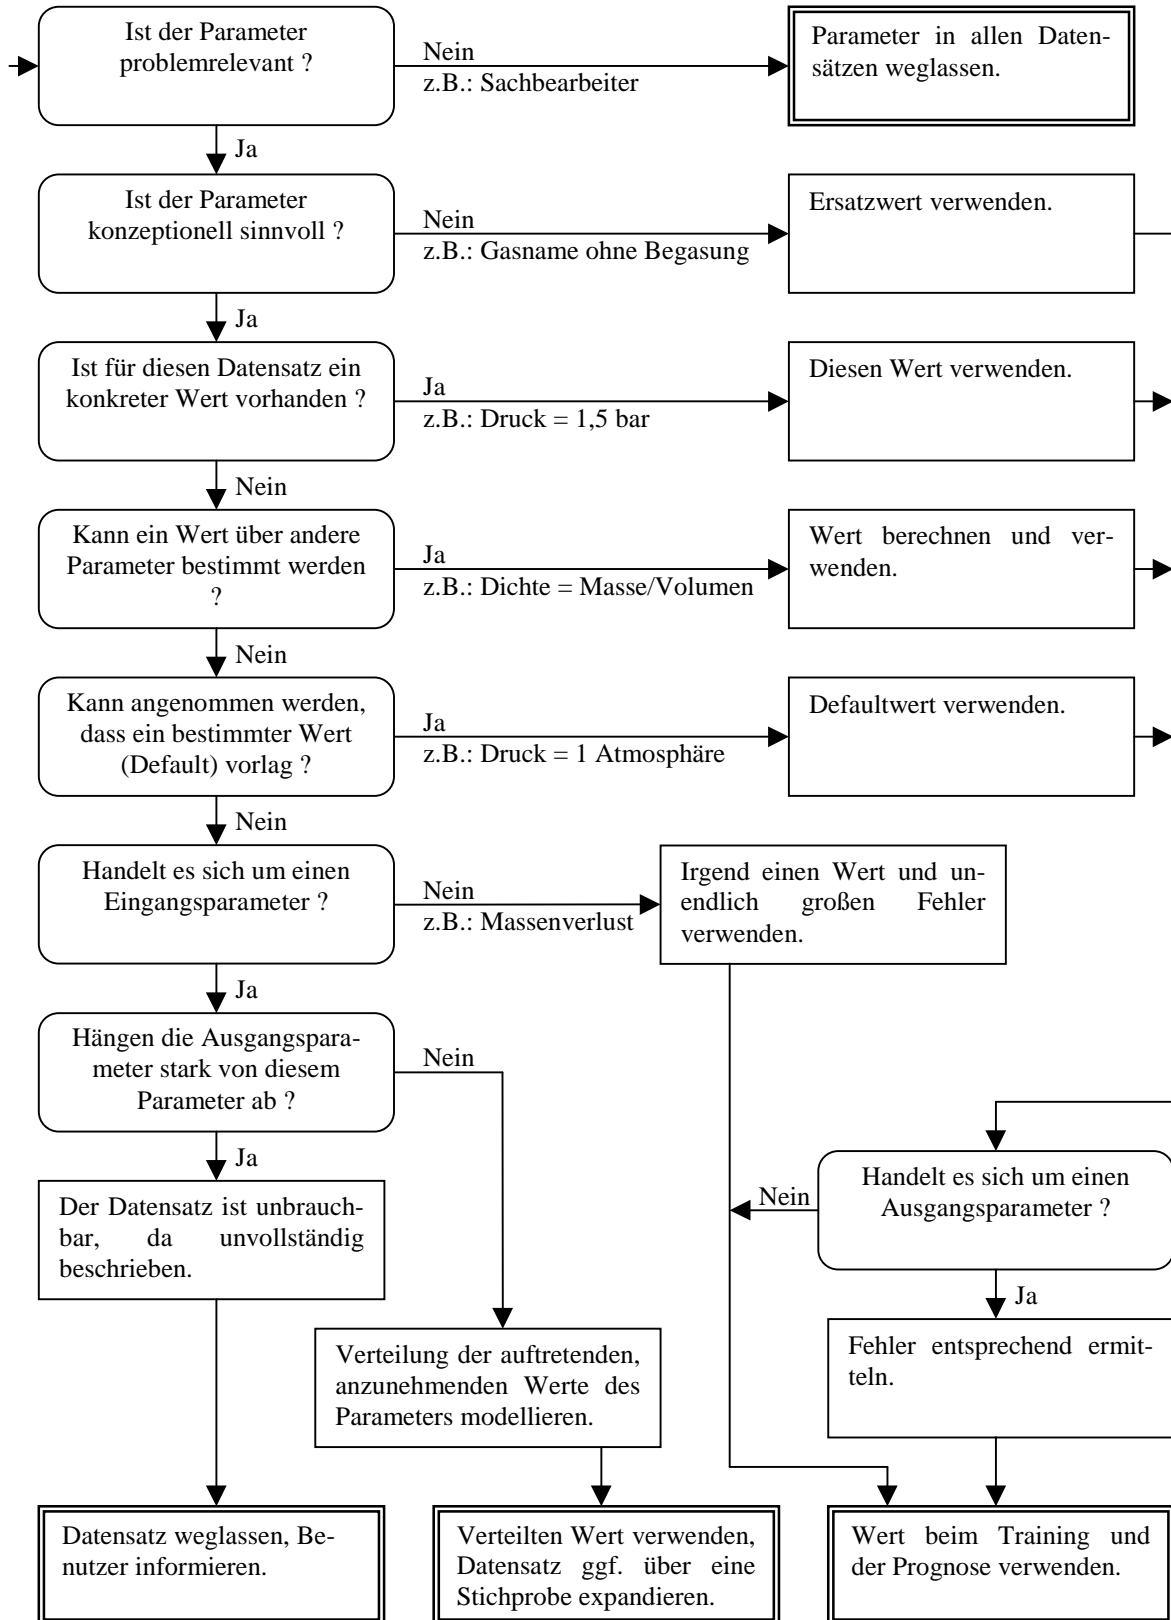 Ist der Parameter
problemrelevant ?
Nein
z.B.: Sachbearbeiter
Parameter in allen Daten-
sätzen weglassen.
Ja
Ist der Parameter
konzeptionell sinnvoll ?
Nein
z.B.: Gasname ohne Begasung
Ersatzwert verwenden.
Ja
Ist für diesen Datensatz ein
konkreter Wert vorhanden ?
Ja
z.B.: Druck = 1,5 bar
Diesen Wert verwenden.
Nein
Kann ein Wert über andere
Parameter bestimmt werden
?
Ja
z.B.: Dichte = Masse/Volumen
Wert berechnen und ver-
wenden.
Nein
Kann angenommen werden,
dass ein bestimmter Wert
(Default) vorlag ?
Ja
z.B.: Druck = 1 Atmosphäre
Defaultwert verwenden.
Nein
Handelt es sich um einen
Eingangsparameter ?
Nein
z.B.: Massenverlust
Irgend einen Wert und un-
endlich großen Fehler
verwenden.
Ja
Hängen die Ausgangspara-
meter stark von diesem
Parameter ab ?
Nein
Ja
Der Datensatz ist unbrauch-
bar, da unvollständig
beschrieben.
Handelt es sich um einen
Ausgangsparameter ?
Nein
Ja
Verteilung der auftretenden,
anzunehmenden Werte des
Parameters modellieren.
Fehler entsprechend ermit-
teln.
Datensatz weglassen, Be-
nutzer informieren.
Verteilten Wert verwenden,
Datensatz ggf. über eine
Stichprobe expandieren.
Wert beim Training und
der Prognose verwenden.